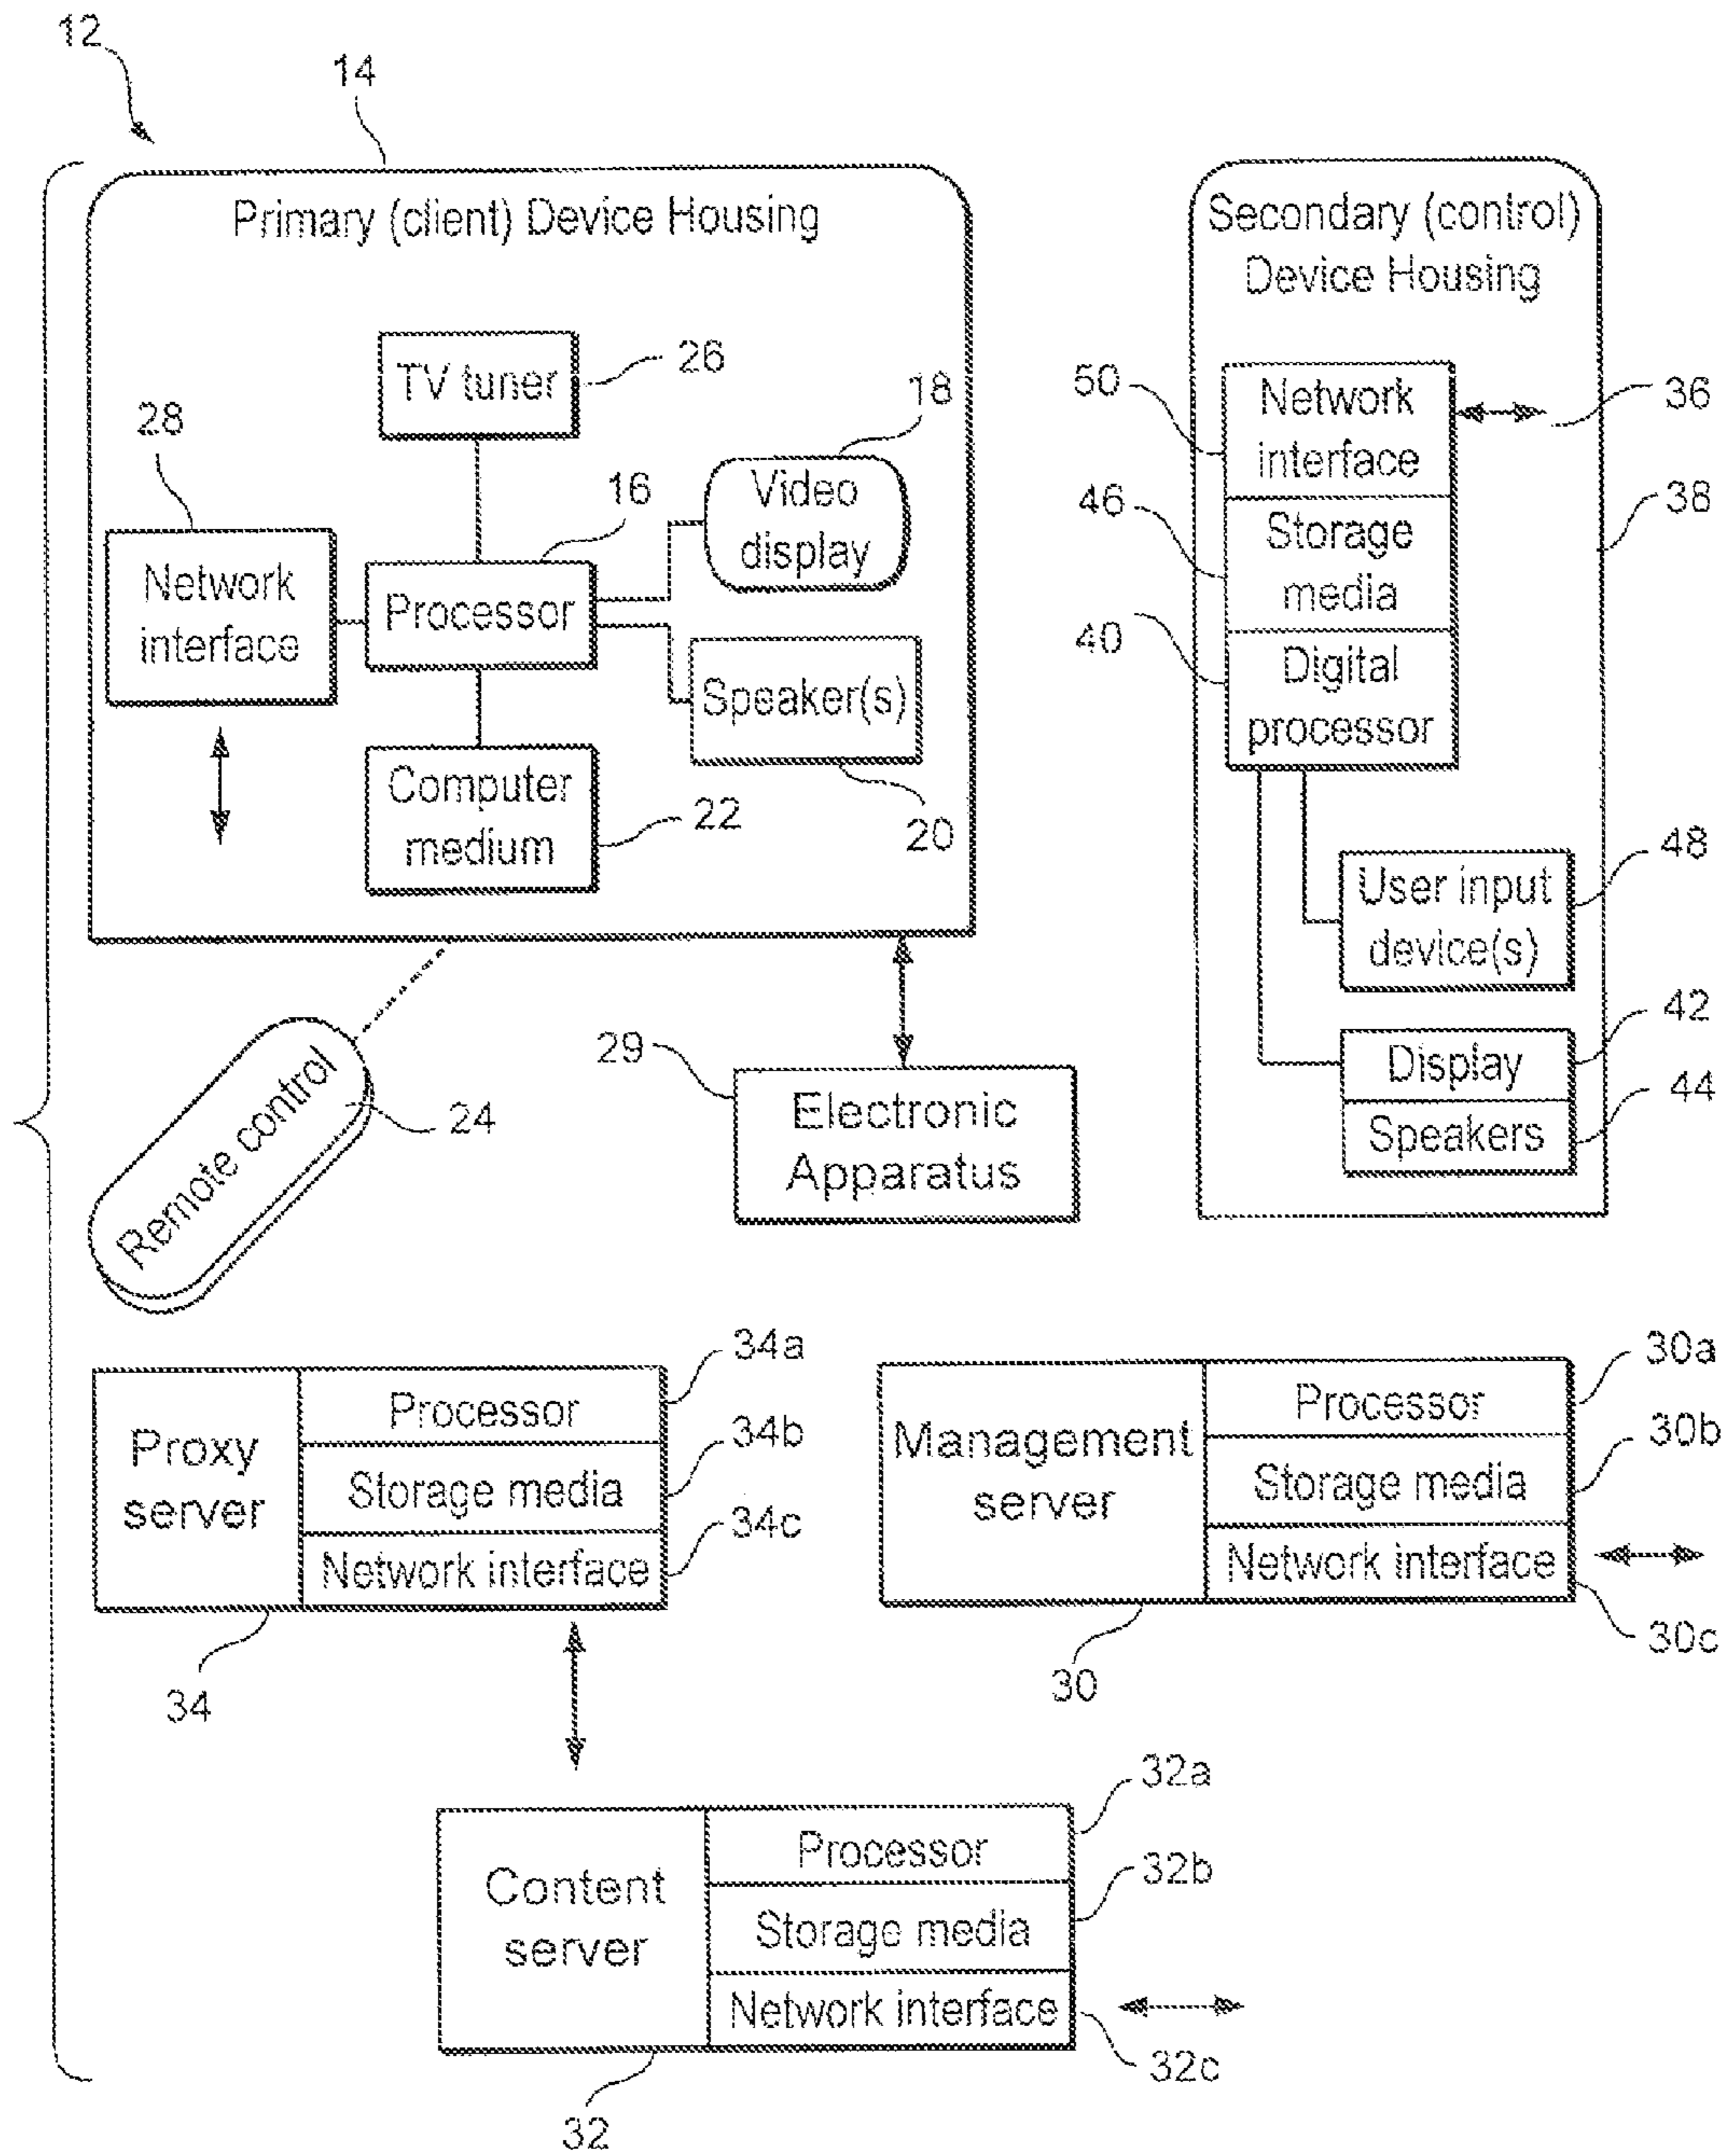 12
14
Primary (client) Device Housing
TV tuner
26
18
28
16
Video
display
Network
interface
Processor
Speaker(s)
Computer
medium
22
20
Secondary (control)
Device Housing
50
Network
interface
36
46
Storage
media
38
40
Digital
processor
48
User input
device(s)
42
Display
44
Speakers
29
Electronic
Apparatus
Remote control
24
Proxy
server
Processor
34a
Storage media
34b
Network interface
34c
34
Management
server
Processor
30a
Storage media
30b
Network interface
30c
30
Content
server
Processor
32a
Storage media
32b
Network interface
32c
32